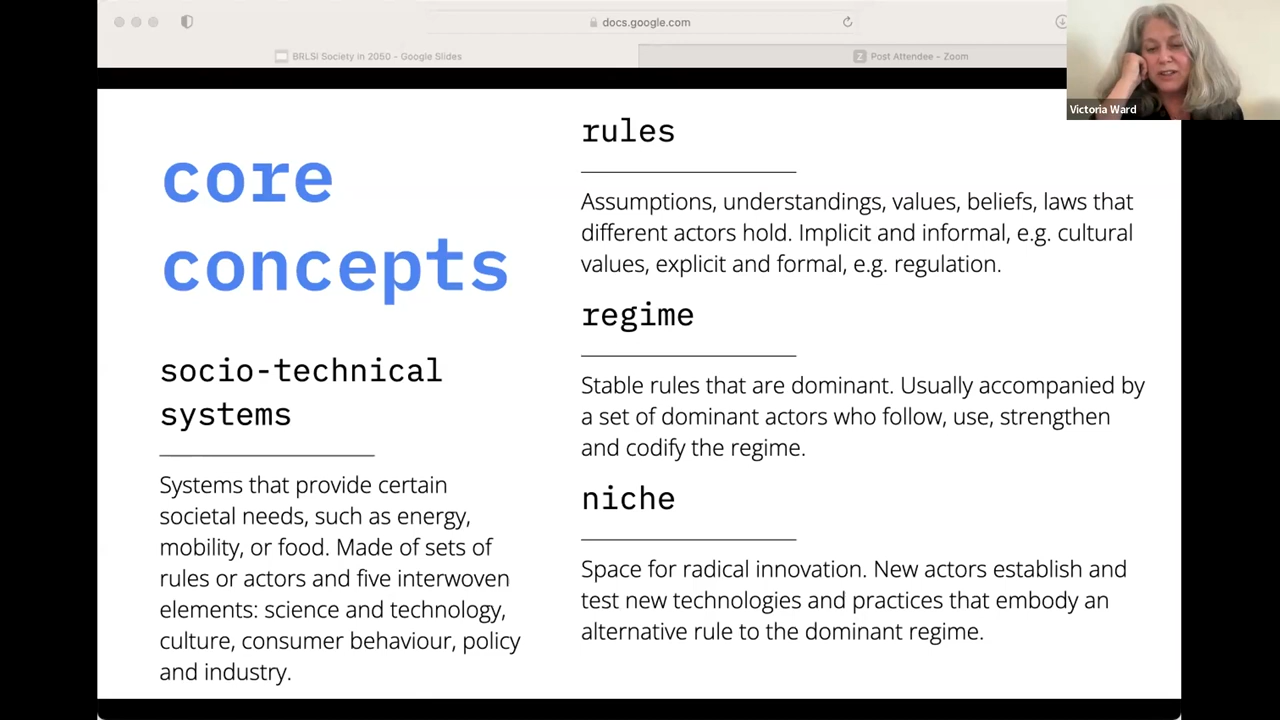 docs.google.com
BRLSI Society in 2050 - Google Slides
Post Attendee - Zoom
Victoria Ward
core
concepts
socio-technical
systems
Systems that provide certain
societal needs, such as energy,
mobility, or food. Made of sets of
rules or actors and five interwoven
elements: science and technology,
culture, consumer behaviour, policy
and industry.
rules
Assumptions, understandings, values, beliefs, laws that
different actors hold. Implicit and informal, e.g. cultural
values, explicit and formal, e.g. regulation.
regime
Stable rules that are dominant. Usually accompanied by
a set of dominant actors who follow, use, strengthen
and codify the regime.
niche
Space for radical innovation. New actors establish and
test new technologies and practices that embody an
alternative rule to the dominant regime.